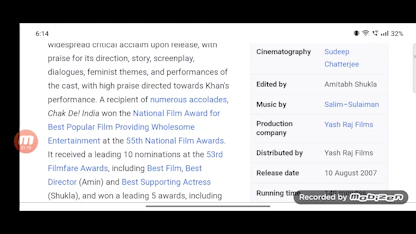 6:14
32%
widespread critical acclaim upon release, with
praise for its direction, story, screenplay,
dialogues, feminist themes, and performances of
the cast, with high praise directed towards Khan's
performance. A recipient of numerous accolades,
Chak De! India won the National Film Award for
Best Popular Film Providing Wholesome
Entertainment at the 55th National Film Awards.
It received a leading 10 nominations at the 53rd
Filmfare Awards, including Best Film, Best
Director (Amin) and Best Supporting Actress
(Shukla), and won a leading 5 awards, including
Cinematography Sudeep
Chatterjee
Edited by Amitabh Shukla
Music by Salim–Sulaiman
Production
company
Yash Raj Films
Distributed by Yash Raj Films
Release date 10 August 2007
Running time
Recorded by Mobizen